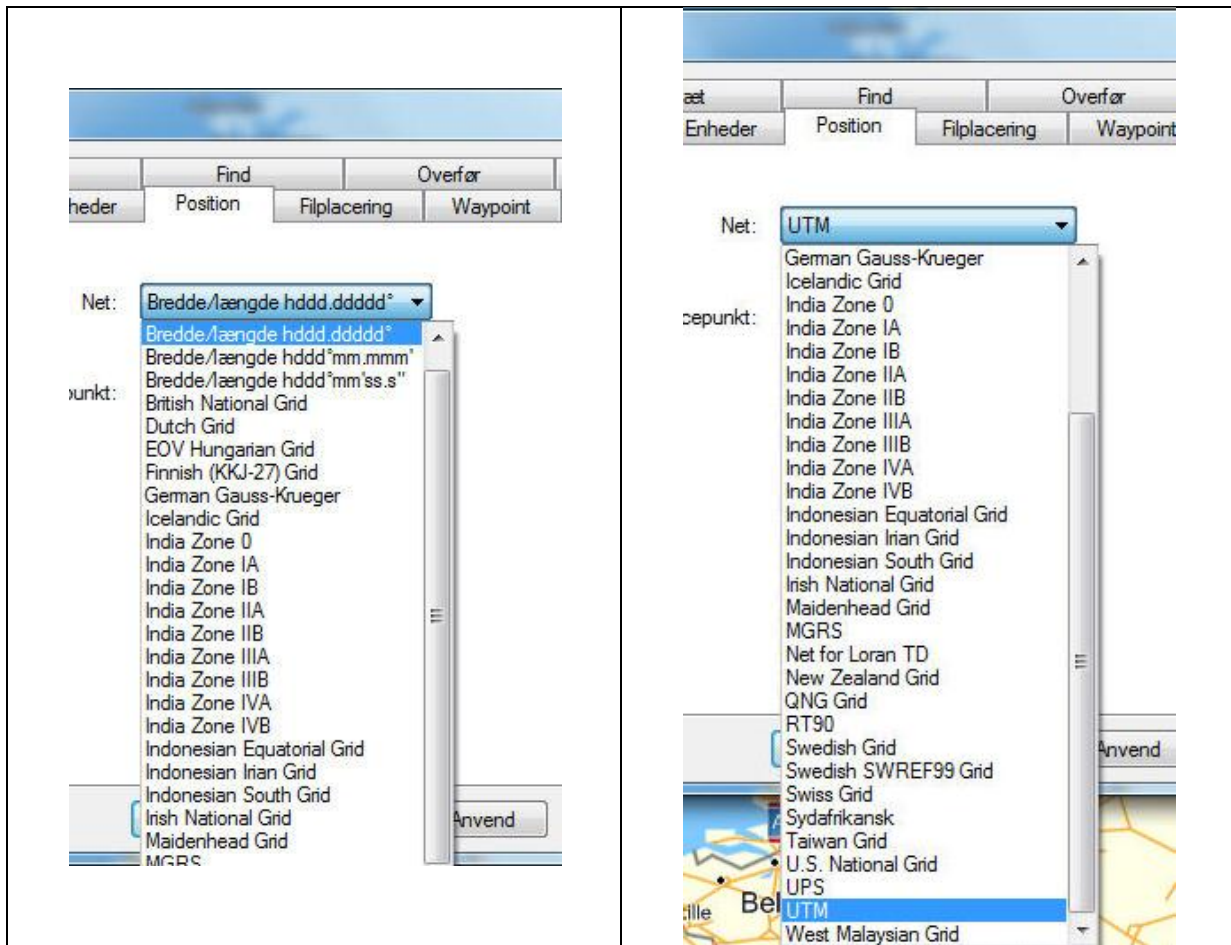 Find Overfør
heder Position Filplacering Waypoint
Net: Bredde/længde hddd.ddddd°
Bredde/længde hddd.ddddd°
Bredde/længde hddd°mm.mmm'
Bredde/længde hddd°mm'ss.s"
punkt:
British National Grid
Dutch Grid
EOV Hungarian Grid
Finnish (KKJ-27) Grid
German Gauss-Krueger
Icelandic Grid
India Zone 0
India Zone IA
India Zone IB
India Zone IIA
India Zone IIB
India Zone IIIA
India Zone IIIB
India Zone IVA
India Zone IVB
Indonesian Equatorial Grid
Indonesian Irian Grid
Indonesian South Grid
Irish National Grid
Anvend
Maidenhead Grid
MGRS
æt Find Overfør
Enheder Position Filplacering Waypoint
Net: UTM
German Gauss-Krueger
Icelandic Grid
India Zone 0
cepunkt:
India Zone IA
India Zone IB
India Zone IIA
India Zone IIB
India Zone IIIA
India Zone IIIB
India Zone IVA
India Zone IVB
Indonesian Equatorial Grid
Indonesian Irian Grid
Indonesian South Grid
Irish National Grid
Maidenhead Grid
MGRS
Net for Loran TD
New Zealand Grid
QNG Grid
RT90
Swedish Grid
Anvend
Swedish SWREF99 Grid
Swiss Grid
Sydafrikansk
Taiwan Grid
U.S. National Grid
UPS
ille Bel
UTM
West Malaysian Grid